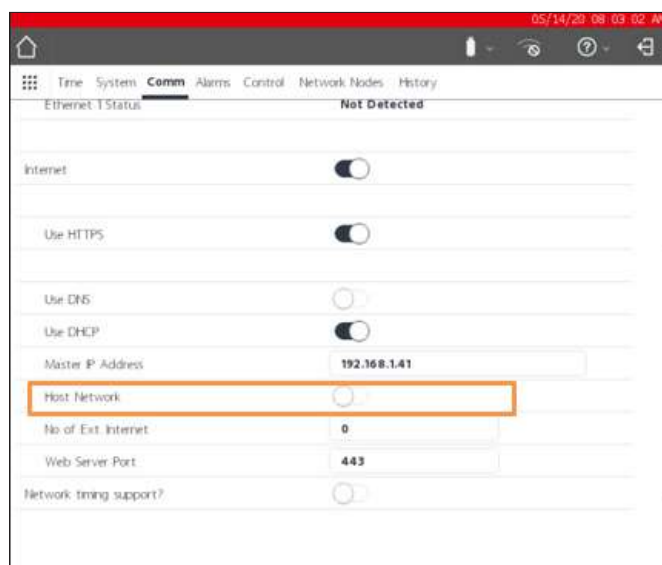 05/14/20 08 03 02 AM
Time System Comm Alarms Control Network Nodes History
Ethernet 1 Status Not Detected
Internet
Use HTTPS
Use DNS
Use DHCP
Master IP Address 192.168.1.41
Host Network
No of Ext. Internet 0
Web Server Port 443
Network timing support?